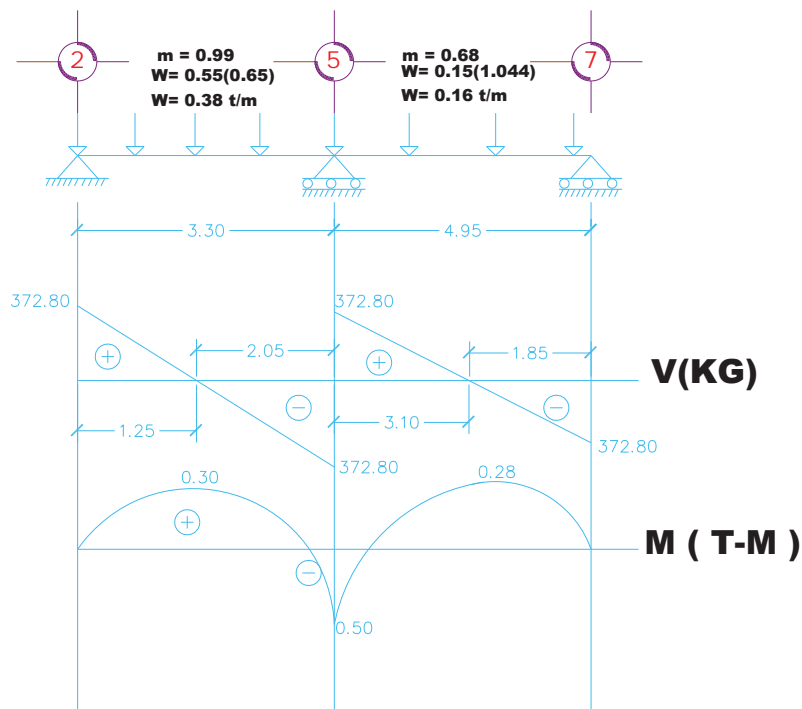 2
5
7
m = 0.99
W= 0.55(0.65)
W= 0.38 t/m
m = 0.68
W= 0.15(1.044)
W= 0.16 t/m
3.30
4.95
372.80
372.80
2.05
1.85
V(KG)
1.25
3.10
372.80
372.80
0.30
0.28
M ( T-M )
0.50